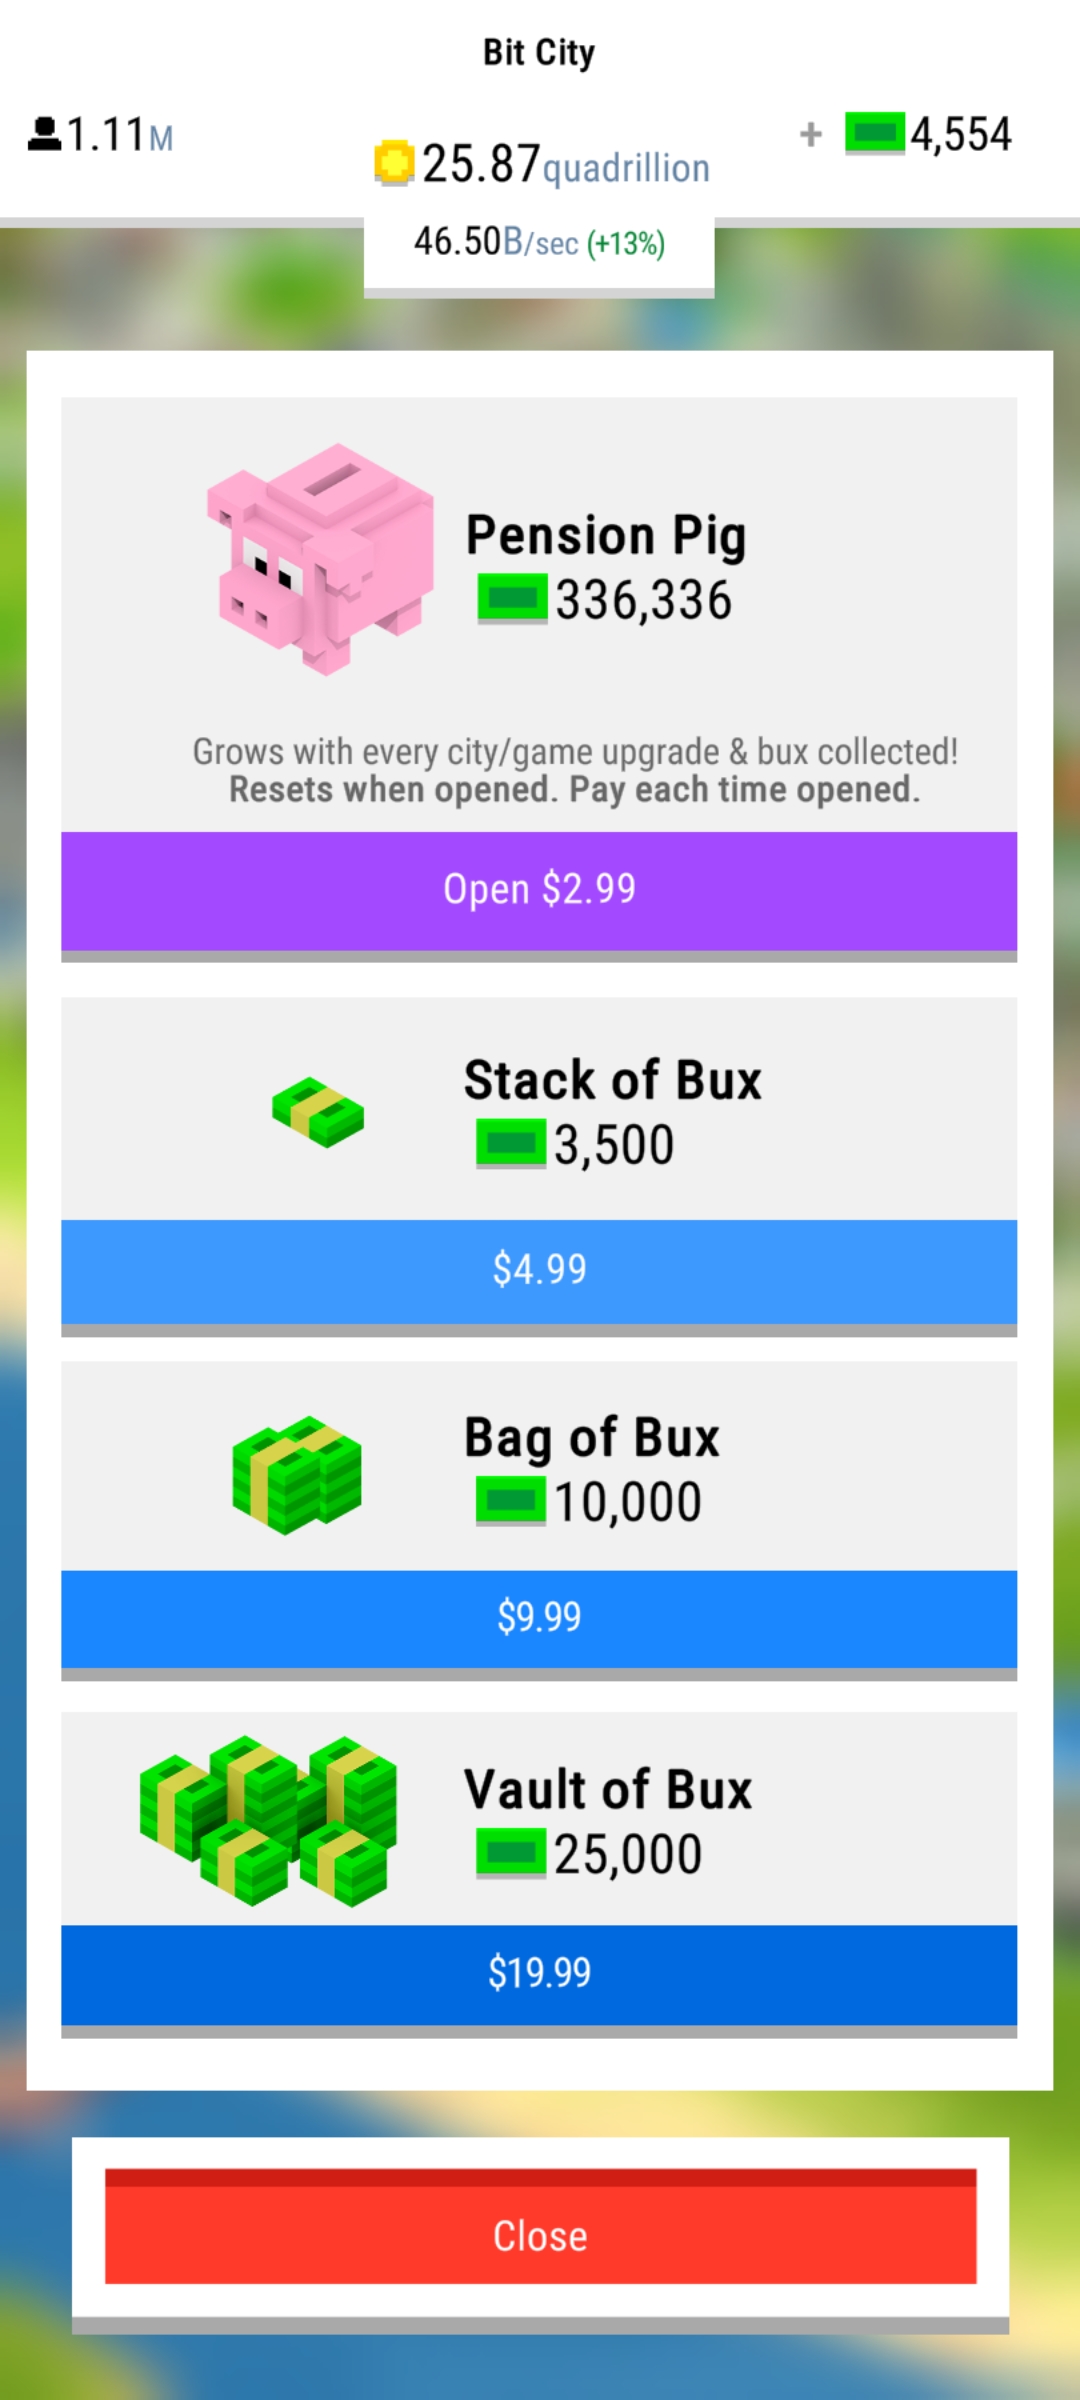 Bit City
1.11M
25.87quadrillion
+ 4,554
46.50B/sec (+13%)
Pension Pig
336,336
Grows with every city/game upgrade & bux collected!
Resets when opened. Pay each time opened.
Open $2.99
Stack of Bux
3,500
$4.99
Bag of Bux
10,000
$9.99
Vault of Bux
25,000
$19.99
Close